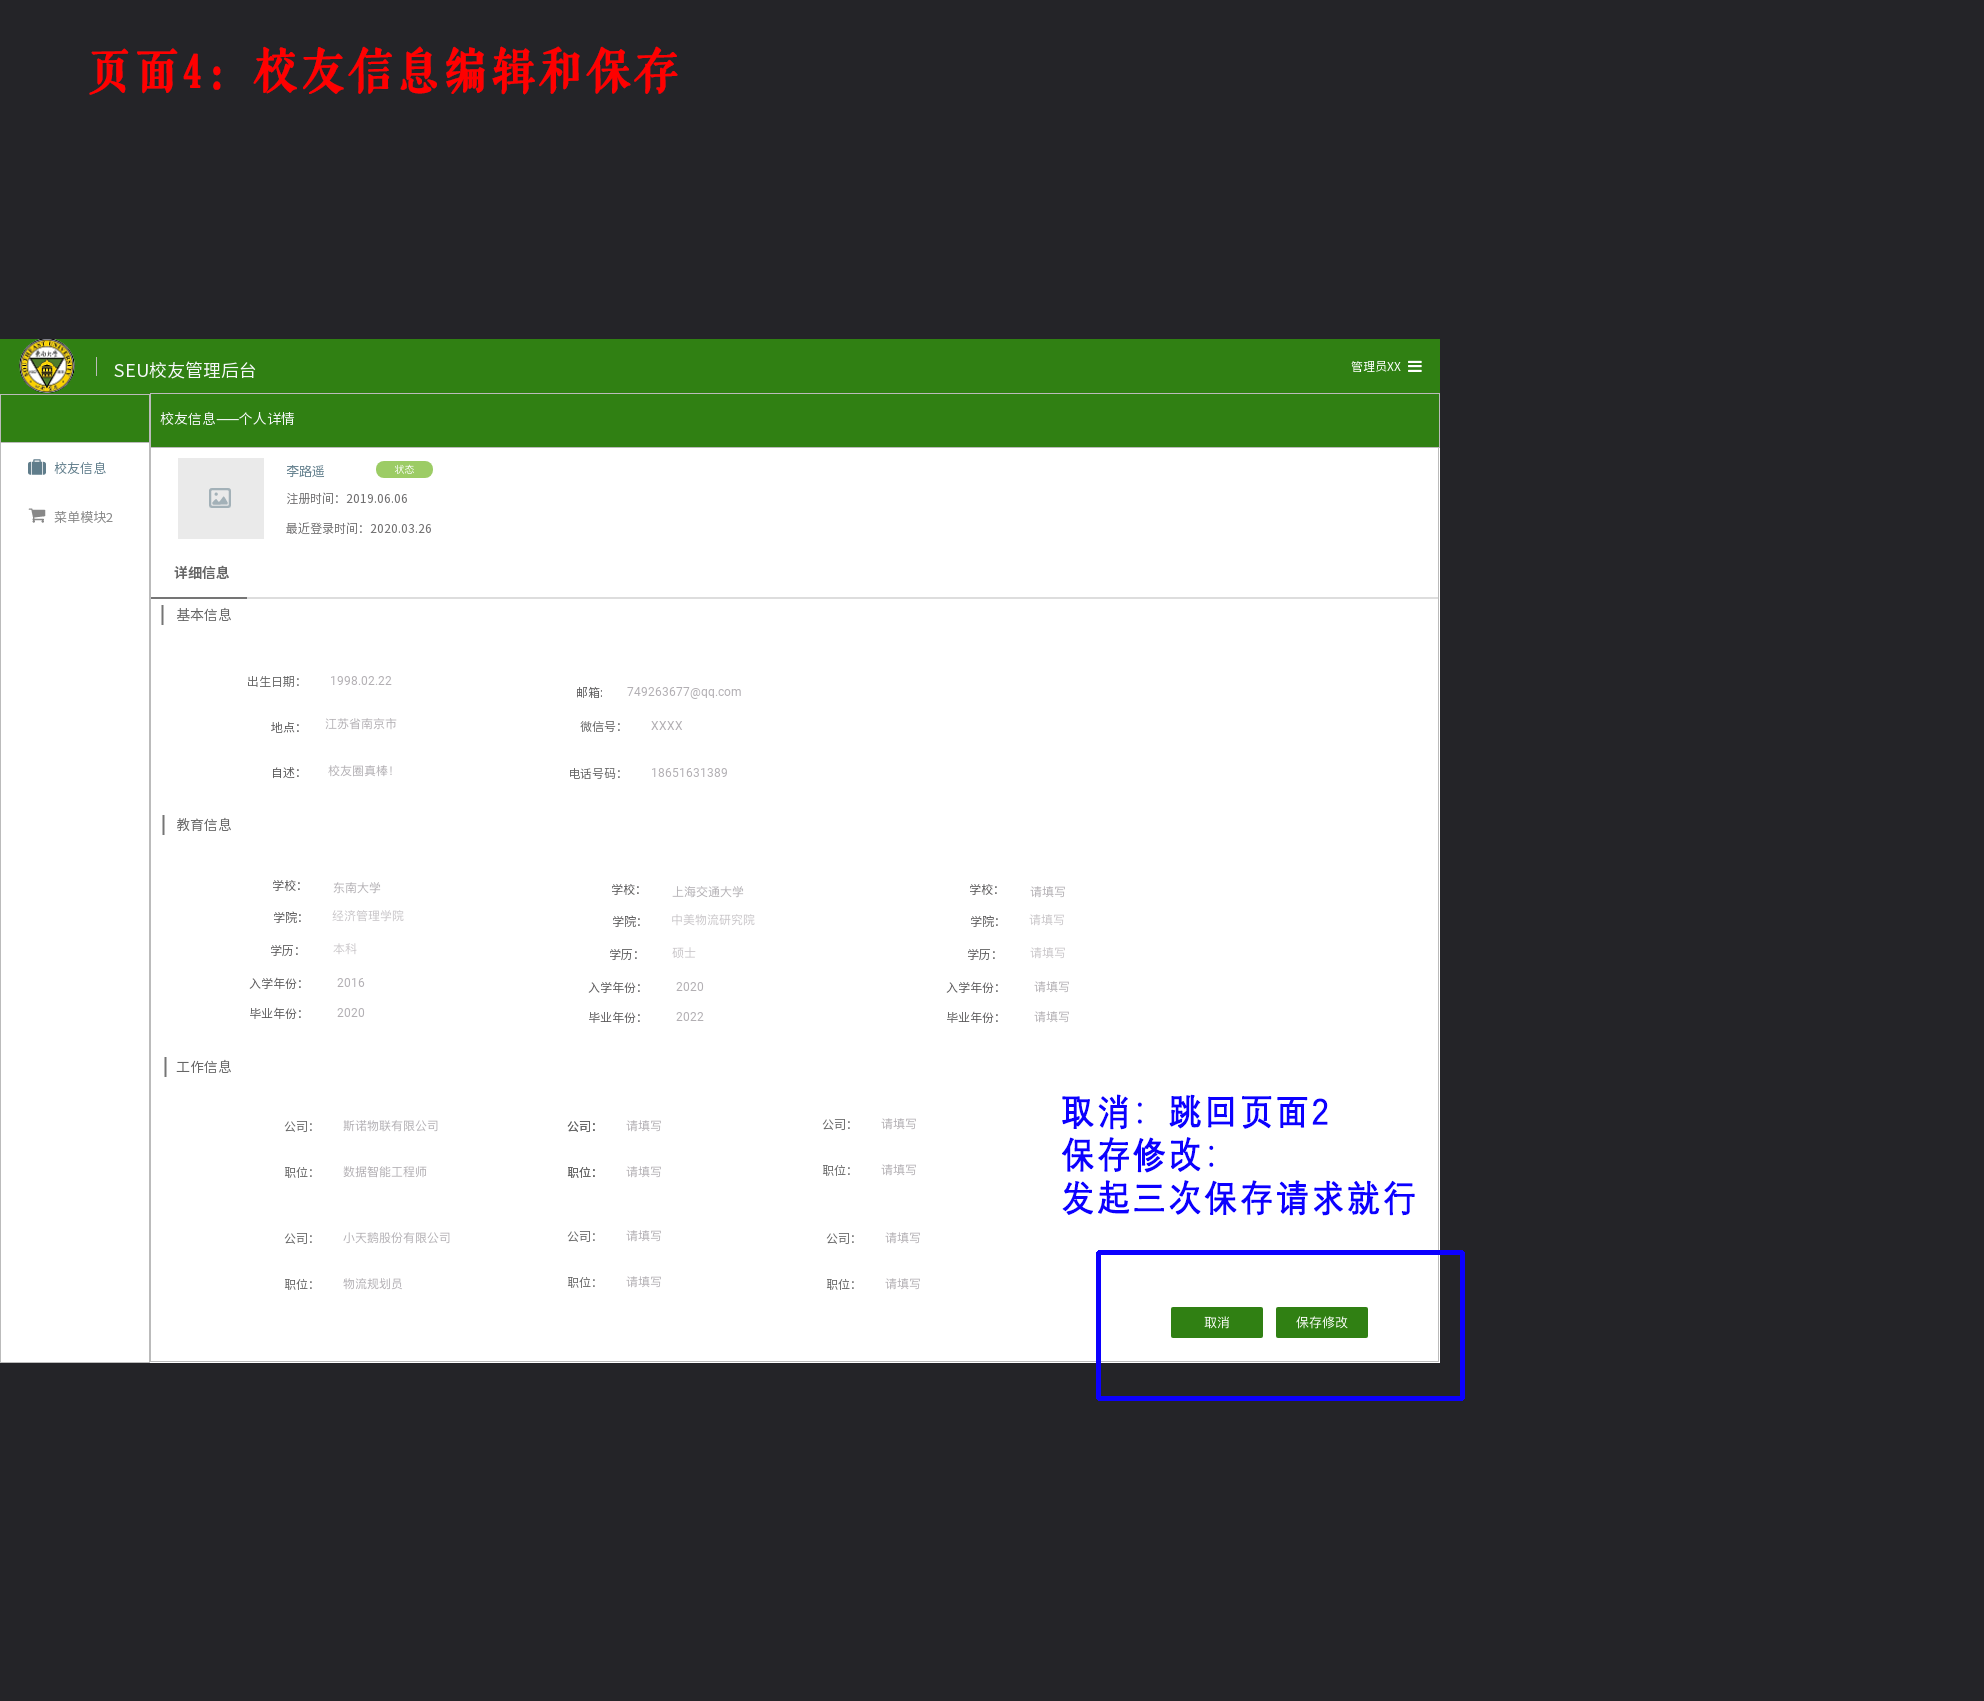 页面4：校友信息编辑和保存
SEU校友管理后台
管理员XX
校友信息——个人详情
校友信息
菜单模块2
李路遥
状态
注册时间：2019.06.06
最近登录时间：2020.03.26
详细信息
基本信息
出生日期： 1998.02.22
邮箱: 749263677@qq.com
地点： 江苏省南京市
微信号： XXXX
自述： 校友圈真棒！
电话号码： 18651631389
教育信息
学校： 东南大学
学院： 经济管理学院
学历： 本科
入学年份： 2016
毕业年份： 2020
学校： 上海交通大学
学院： 中美物流研究院
学历： 硕士
入学年份： 2020
毕业年份： 2022
学校： 请填写
学院： 请填写
学历： 请填写
入学年份： 请填写
毕业年份： 请填写
工作信息
公司： 斯诺物联有限公司
职位： 数据智能工程师
公司： 请填写
职位： 请填写
公司： 请填写
职位： 请填写
公司： 小天鹅股份有限公司
职位： 物流规划员
公司： 请填写
职位： 请填写
公司： 请填写
职位： 请填写
取消：跳回页面2
保存修改：
发起三次保存请求就行
取消
保存修改